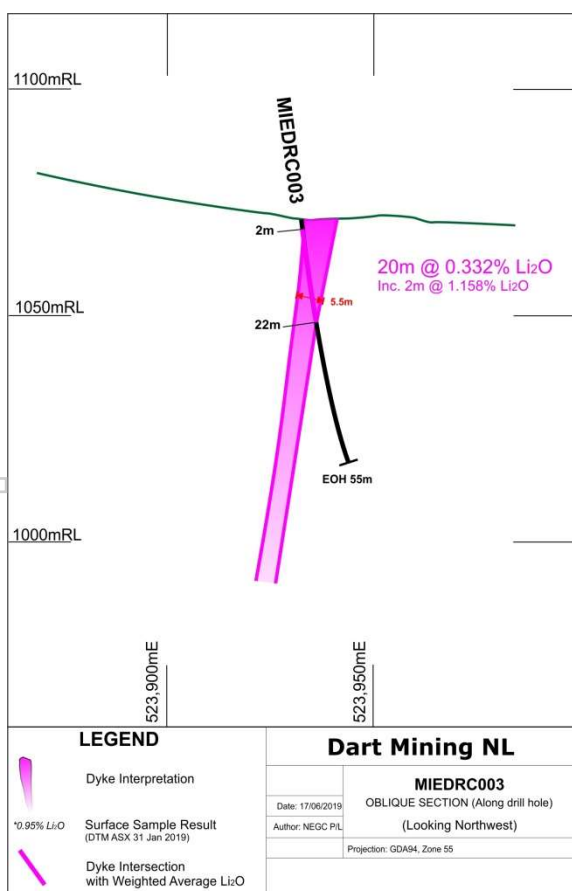 1100mRL
MIEDRC003
2m
20m @ 0.332% Li2O
Inc. 2m @ 1.158% Li2O
5.5m
1050mRL
22m
EOH 55m
1000mRL
523,900mE
523,950mE
LEGEND
Dyke Interpretation
*0.95% Li2O
Surface Sample Result
(DTM ASX 31 Jan 2019)
Dyke Intersection
with Weighted Average Li2O
Dart Mining NL
MIEDRC003
Date: 17/06/2019
OBLIQUE SECTION (Along drill hole)
Author: NEGC P/L
(Looking Northwest)
Projection: GDA94, Zone 55